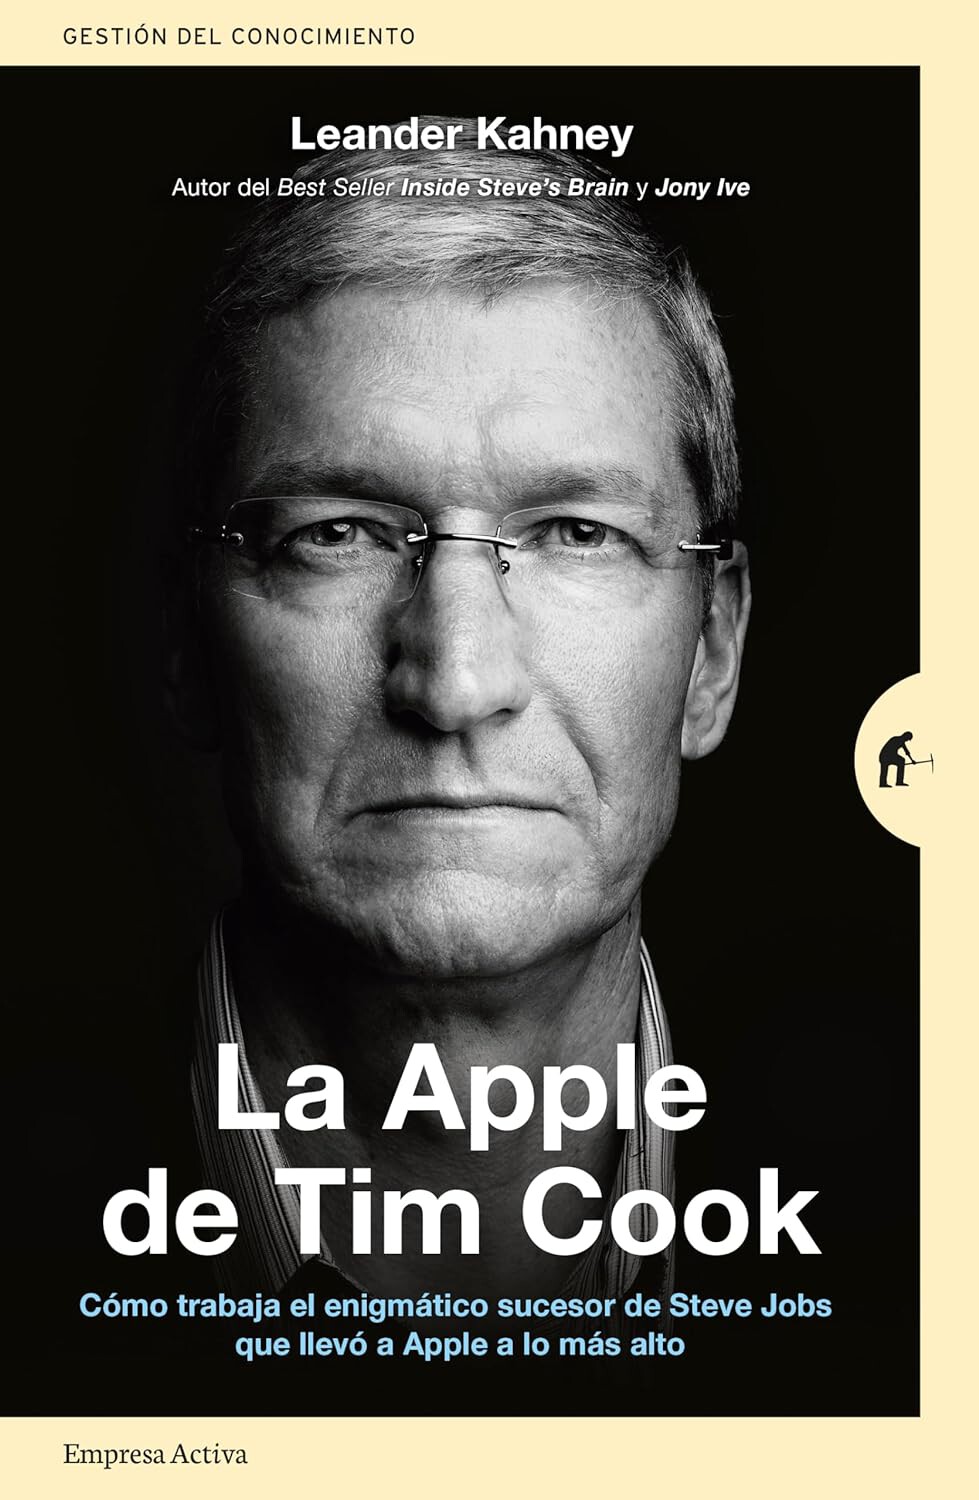 GESTIÓN DEL CONOCIMIENTO
Leander Kahney
Autor del Best Seller Inside Steve's Brain y Jony Ive
La Apple
de Tim Cook
Cómo trabaja el enigmático sucesor de Steve Jobs
que llevó a Apple a lo más alto
Empresa Activa